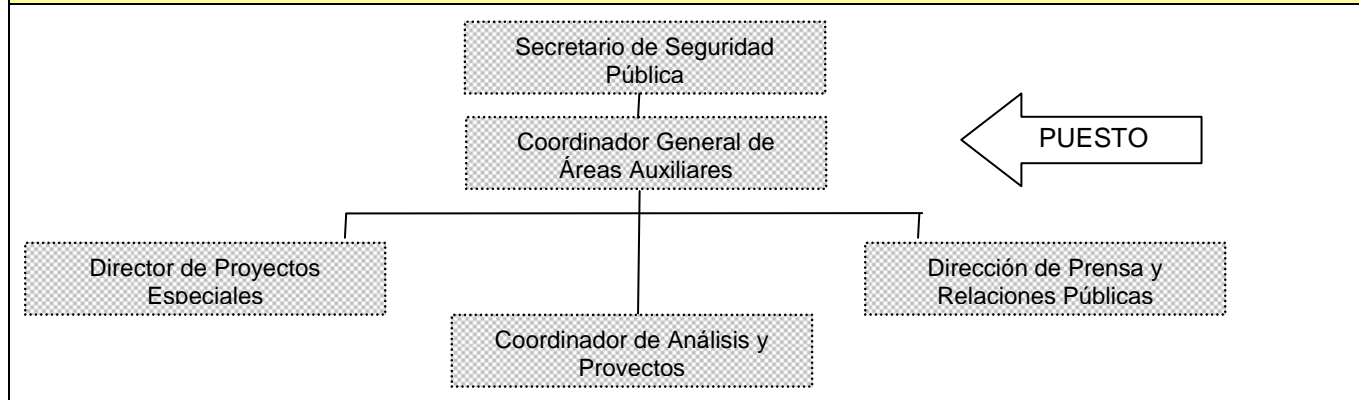 Secretario de Seguridad
Pública
Coordinador General de
Áreas Auxiliares
PUESTO
Director de Proyectos
Especiales
Dirección de Prensa y
Relaciones Públicas
Coordinador de Análisis y
Proyectos